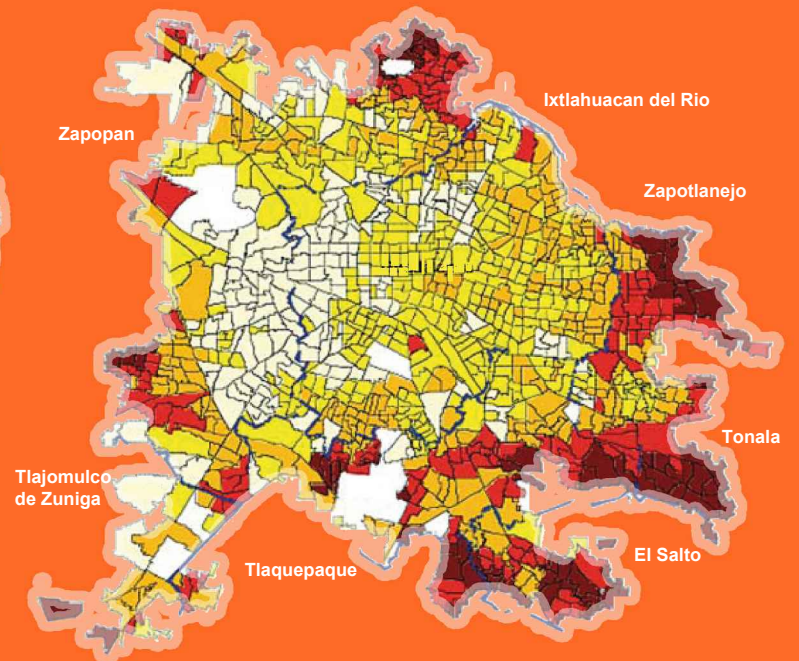 Ixtlahuacan del Rio
Zapopan
Zapotlanejo
Tonala
Tlajomulco
de Zuniga
El Salto
Tlaquepaque